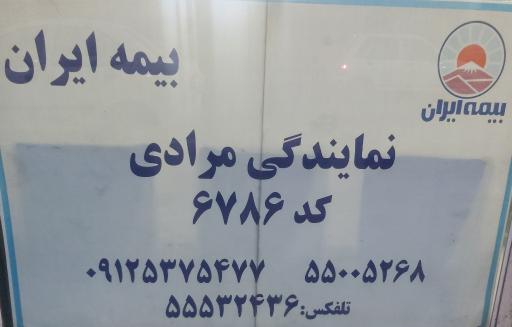 بیمه ایران
بیمه ایران
نمایندگی مرادی
کد ۶۷۸۶
۵۵۰۰۵۲۶۸ ۰۹۱۲۵۳۷۵۴۷۷
تلفکس: ۵۵۵۳۲۴۳۶